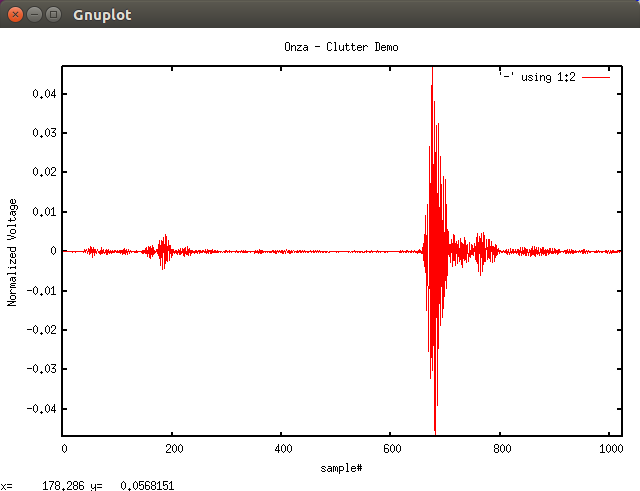 Gnuplot
Onza - Clutter Demo
'-' using 1:2
0.04
0.03
0.02
0.01
0
-0.01
-0.02
-0.03
-0.04
Normalized Voltage
0 200 400 600 800 1000
sample#
x= 178.286 y= 0.0568151